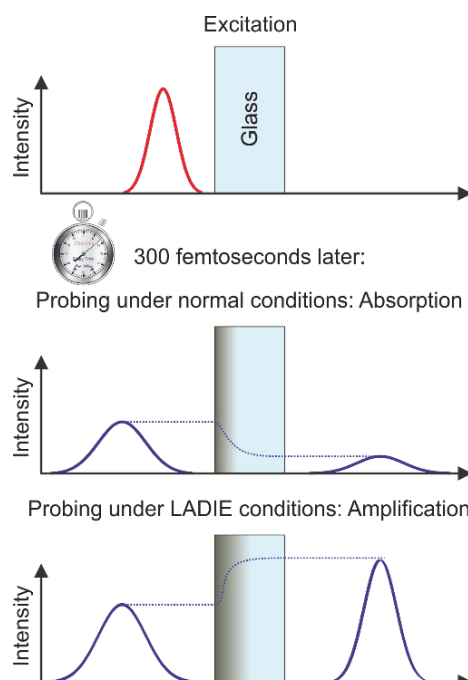 Excitation
Intensity
Glass
300 femtoseconds later:
Probing under normal conditions: Absorption
Intensity
Probing under LADIE conditions: Amplification
Intensity